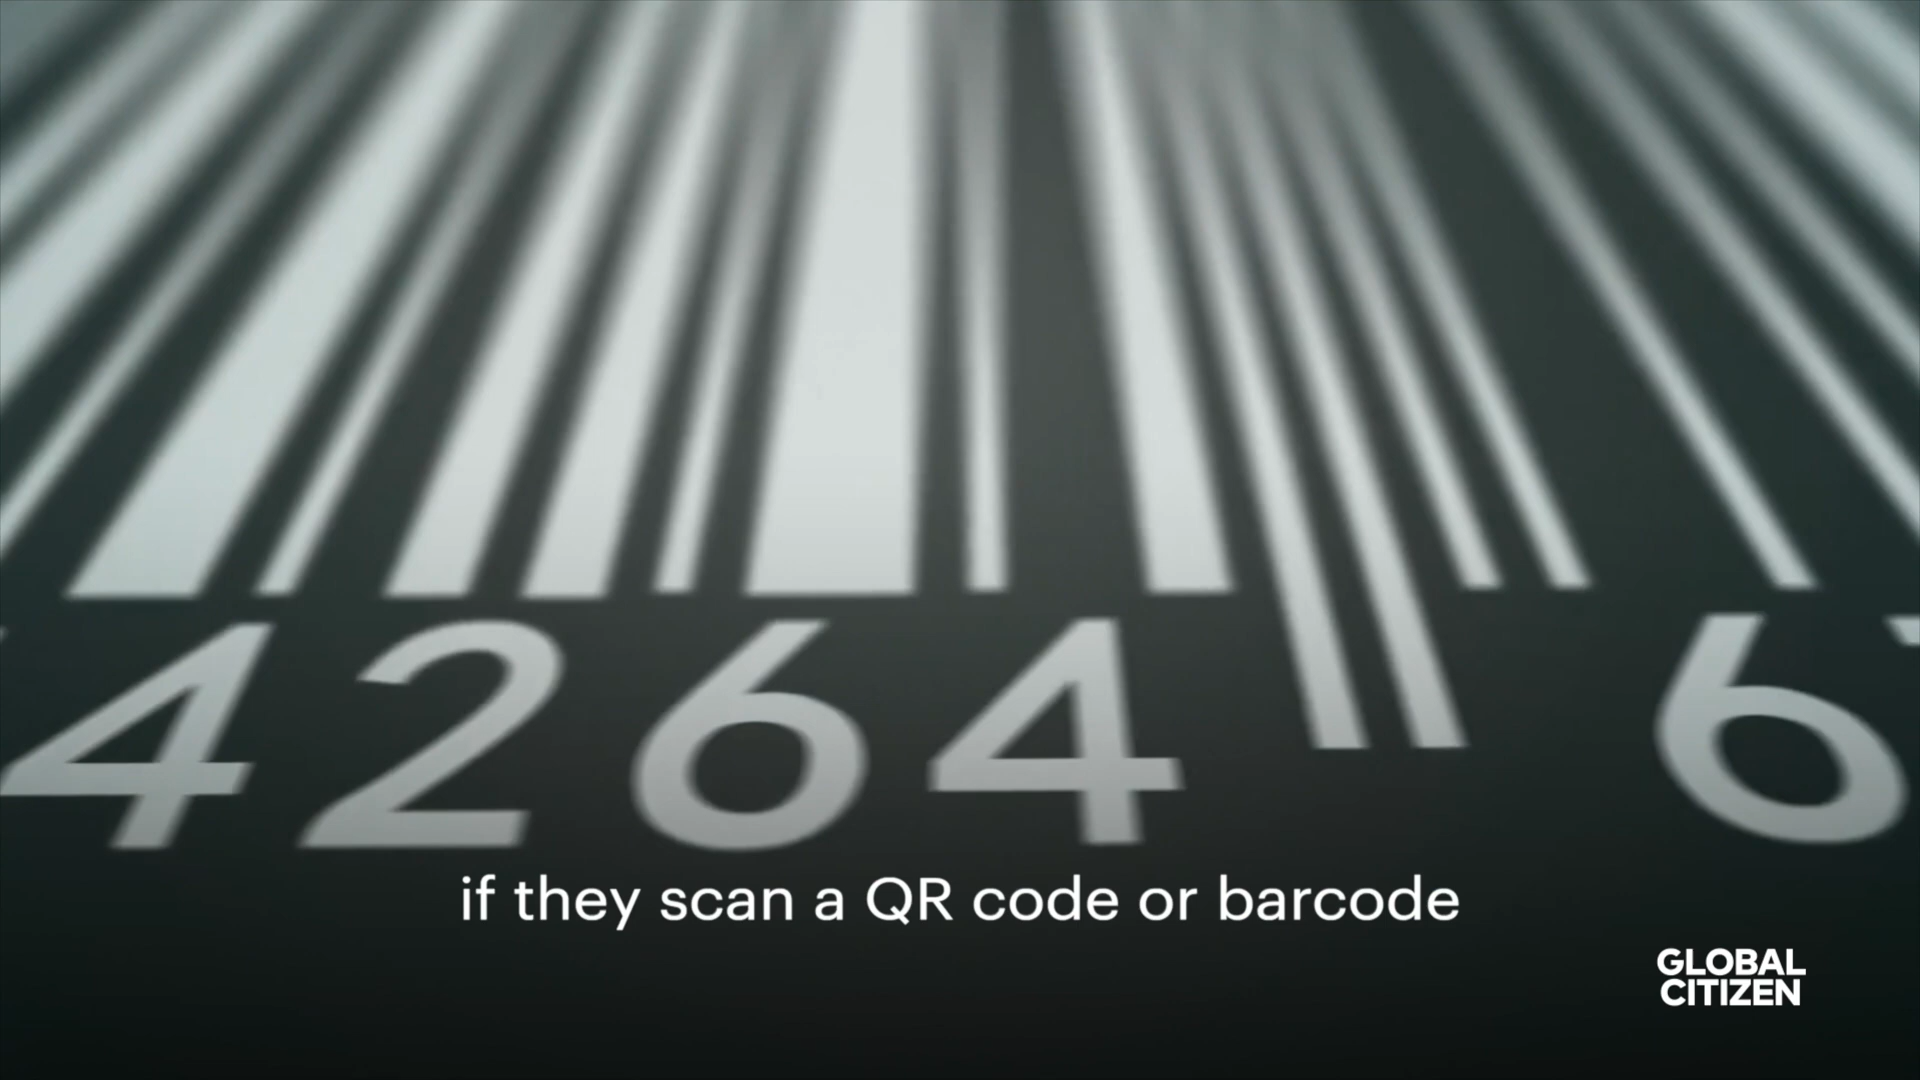 4264 6
if they scan a QR code or barcode
GLOBAL
CITIZEN